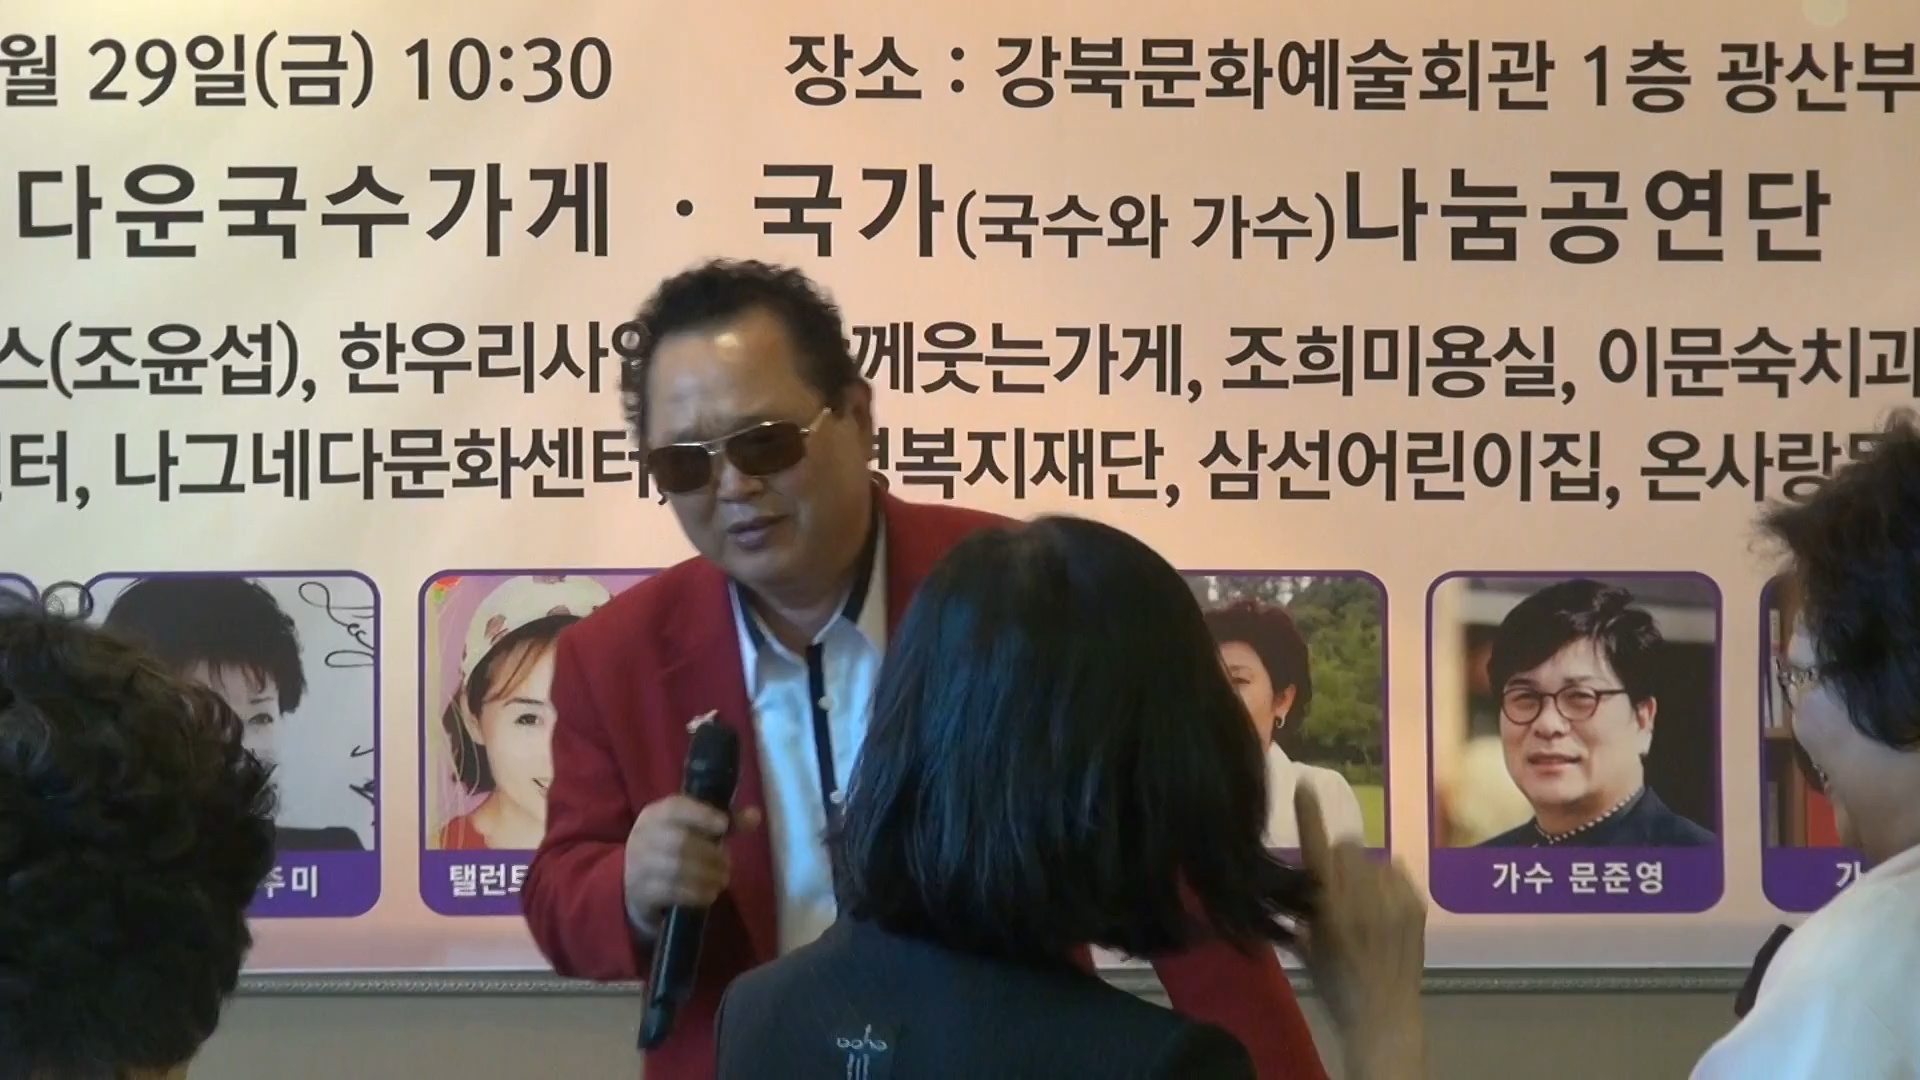 월 29일(금) 10:30 장소 : 강북문화예술회관 1층 광산부
다운국수가게 · 국가(국수와 가수)나눔공연단
스(조윤섭), 한우리사 께웃는가게, 조희미용실, 이문숙치과
터, 나그네다문화센터, 복지재단, 삼선어린이집, 온사랑
주미 탤런트 가수 문준영 가